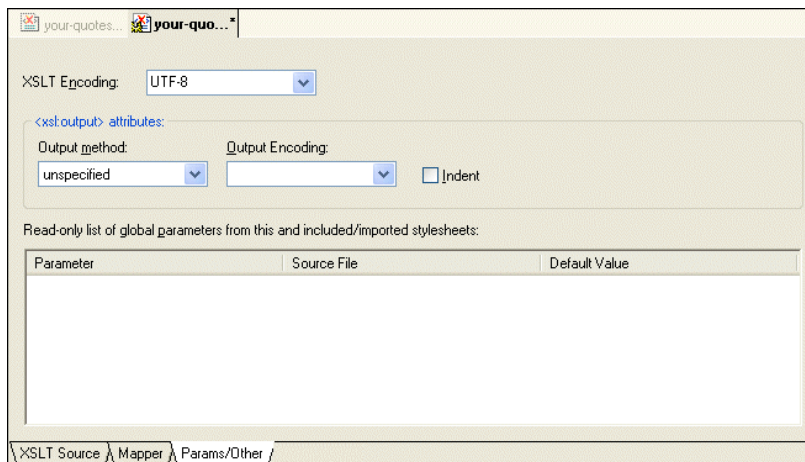 your-quotes... your-quo...*
XSLT Encoding: UTF-8
<xsl:output> attributes:
Output method: Output Encoding:
unspecified Indent
Read-only list of global parameters from this and included/imported stylesheets:
Parameter Source File Default Value
XSLT Source Mapper Params/Other